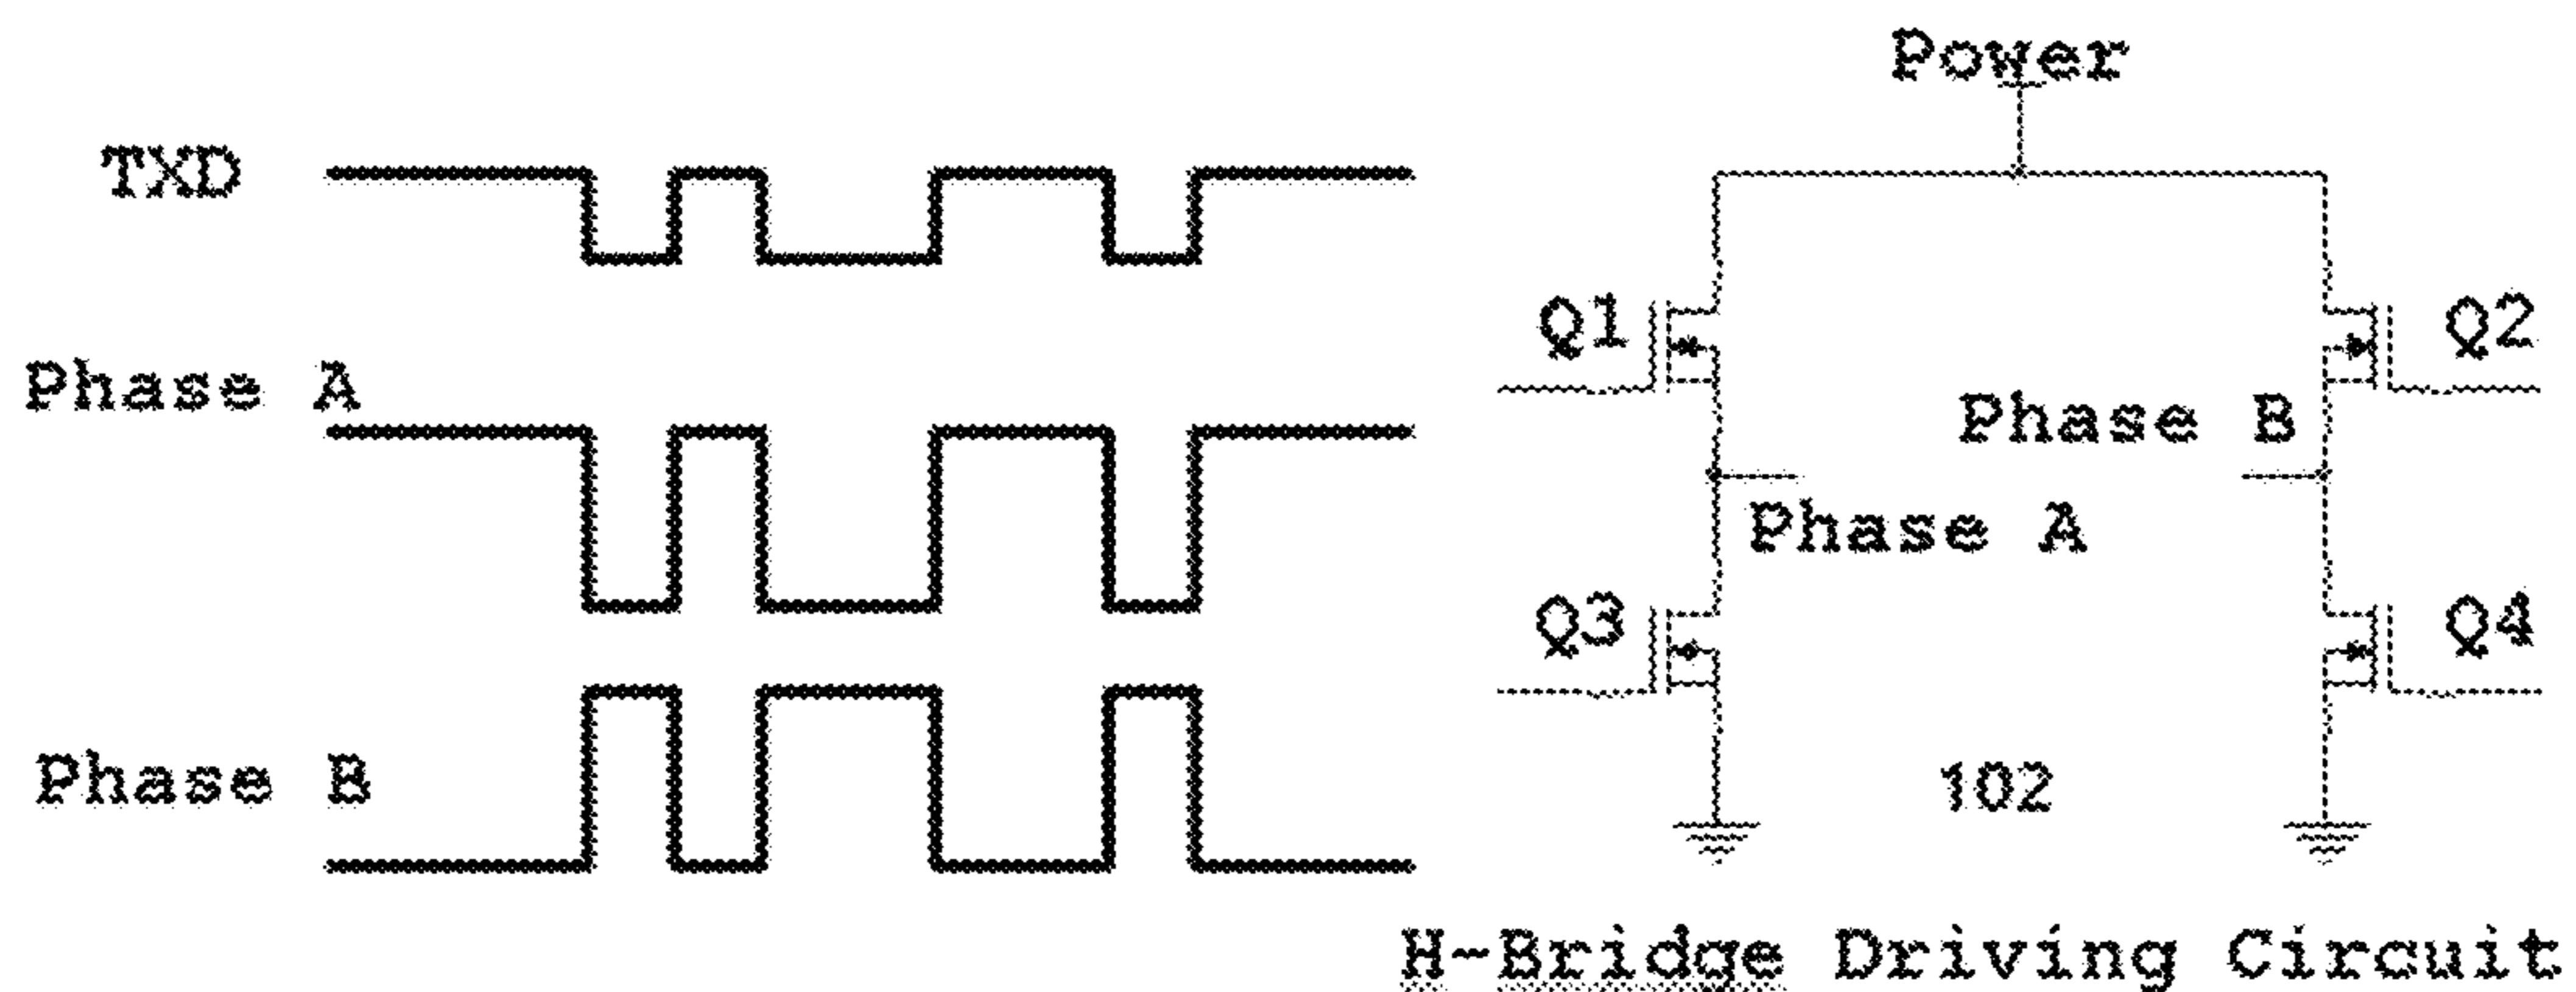 Power
TXD
Q1
Q2
Phase A
Phase B
Phase A
Q3
Q4
Phase B
102
H-Bridge Driving Circuit